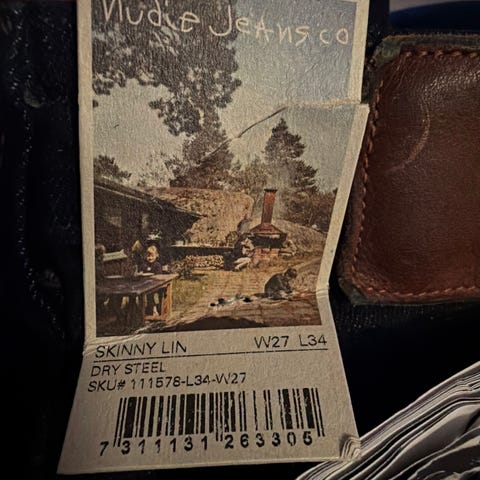 Nudie Jeans co
SKINNY LIN W27 L34
DRY STEEL
SKU# 111578-L34-W27
7 311131 263305